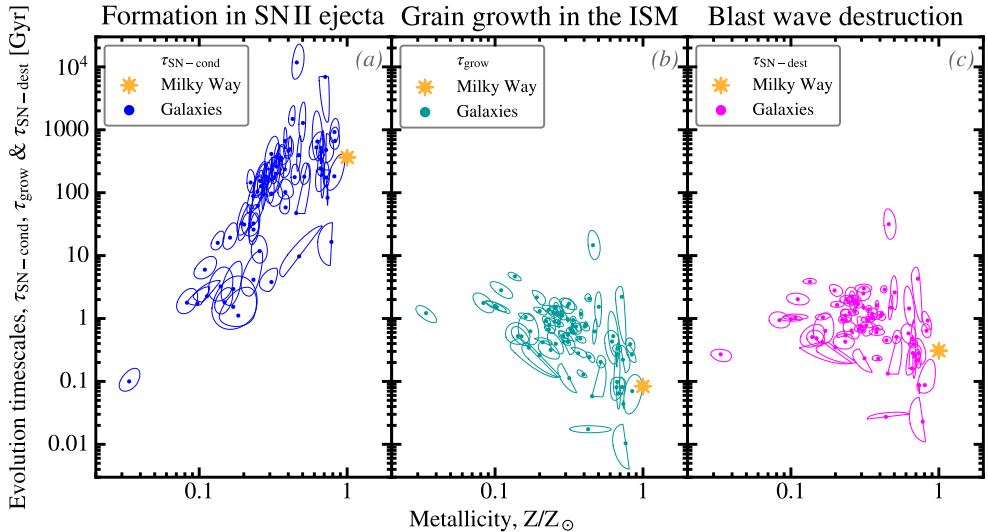 Formation in SN II ejecta
Grain growth in the ISM
Blast wave destruction
Evolution timescales, τSN−cond, τgrow & τSN−dest [Gyr]
10^4
1000
100
10
1
0.1
0.01
τSN−cond
Milky Way
Galaxies
(a)
τgrow
Milky Way
Galaxies
(b)
τSN−dest
Milky Way
Galaxies
(c)
0.1
1
0.1
1
0.1
1
Metallicity, Z/Z⊙